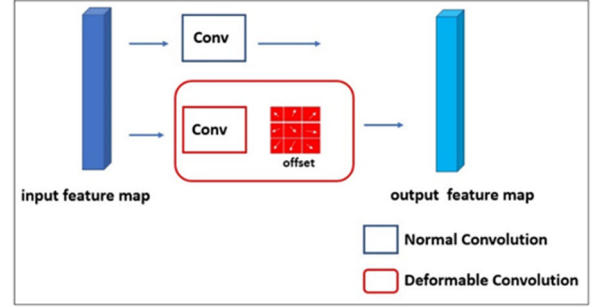 Conv
Conv
offset
input feature map
output feature map
Normal Convolution
Deformable Convolution